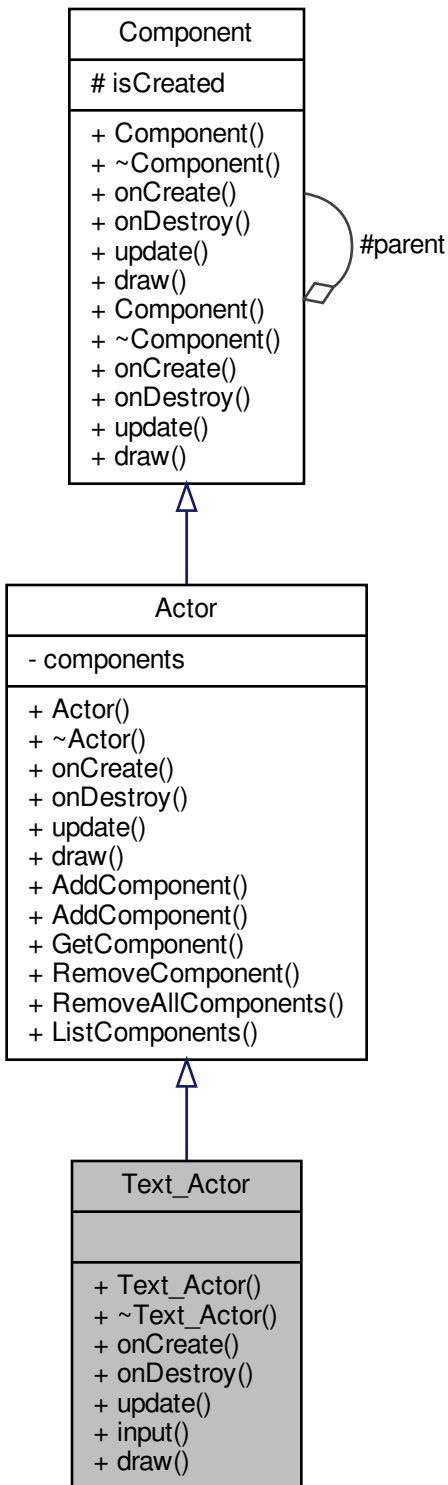 Component
# isCreated
+ Component()
+ ~Component()
+ onCreate()
+ onDestroy()
+ update()
+ draw()
+ Component()
+ ~Component()
+ onCreate()
+ onDestroy()
+ update()
+ draw()
#parent
Actor
- components
+ Actor()
+ ~Actor()
+ onCreate()
+ onDestroy()
+ update()
+ draw()
+ AddComponent()
+ AddComponent()
+ GetComponent()
+ RemoveComponent()
+ RemoveAllComponents()
+ ListComponents()
Text_Actor
+ Text_Actor()
+ ~Text_Actor()
+ onCreate()
+ onDestroy()
+ update()
+ input()
+ draw()